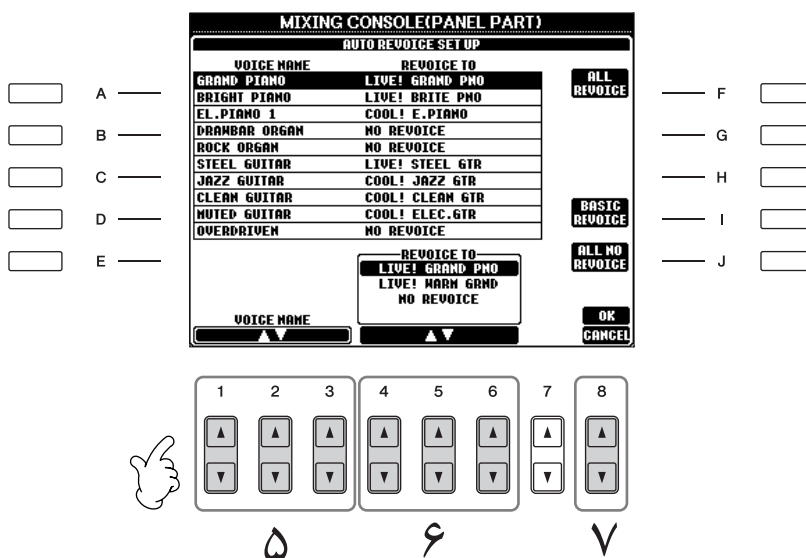 MIXING CONSOLE(PANEL PART)
AUTO REVOICE SET UP
VOICE NAME REVOICE TO
GRAND PIANO LIVE! GRAND PNO
BRIGHT PIANO LIVE! BRITE PNO
EL.PIANO 1 COOL! E.PIANO
DRAWBAR ORGAN NO REVOICE
ROCK ORGAN NO REVOICE
STEEL GUITAR LIVE! STEEL GTR
JAZZ GUITAR COOL! JAZZ GTR
CLEAN GUITAR COOL! CLEAN GTR
MUTED GUITAR COOL! ELEC.GTR
OVERDRIVEN NO REVOICE
ALL REVOICE
BASIC REVOICE
ALL NO REVOICE
REVOICE TO
LIVE! GRAND PNO
LIVE! WARM GRND
NO REVOICE
VOICE NAME
OK
CANCEL
A F
B G
C H
D I
E J
1 2 3 4 5 6 7 8
۵ ۶ ۷